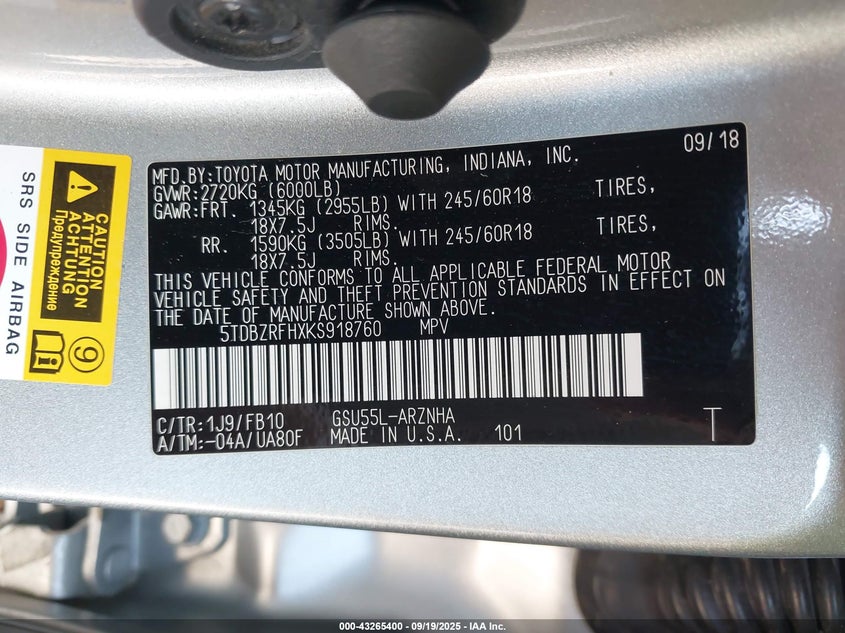 SRS SIDE AIRBAG
CAUTION
ATTENTION
ACHTUNG
Предупреждение
9
MFD.BY:TOYOTA MOTOR MANUFACTURING, INDIANA, INC. 09/18
GVWR:2720KG (6000LB)
GAWR:FRT. 1345KG (2955LB) WITH 245/60R18 TIRES,
18X7.5J RIMS.
RR. 1590KG (3505LB) WITH 245/60R18 TIRES,
18X7.5J RIMS.
THIS VEHICLE CONFORMS TO ALL APPLICABLE FEDERAL MOTOR
VEHICLE SAFETY AND THEFT PREVENTION STANDARDS IN EFFECT ON
THE DATE OF MANUFACTURE SHOWN ABOVE.
5TDBZRFHXKS918760 MPV
C/TR:1J9/FB10 GSU55L-ARZNHA
A/TM:-04A/UA80F MADE IN U.S.A. 101 T
000-43265400 - 09/19/2025 - IAA Inc.